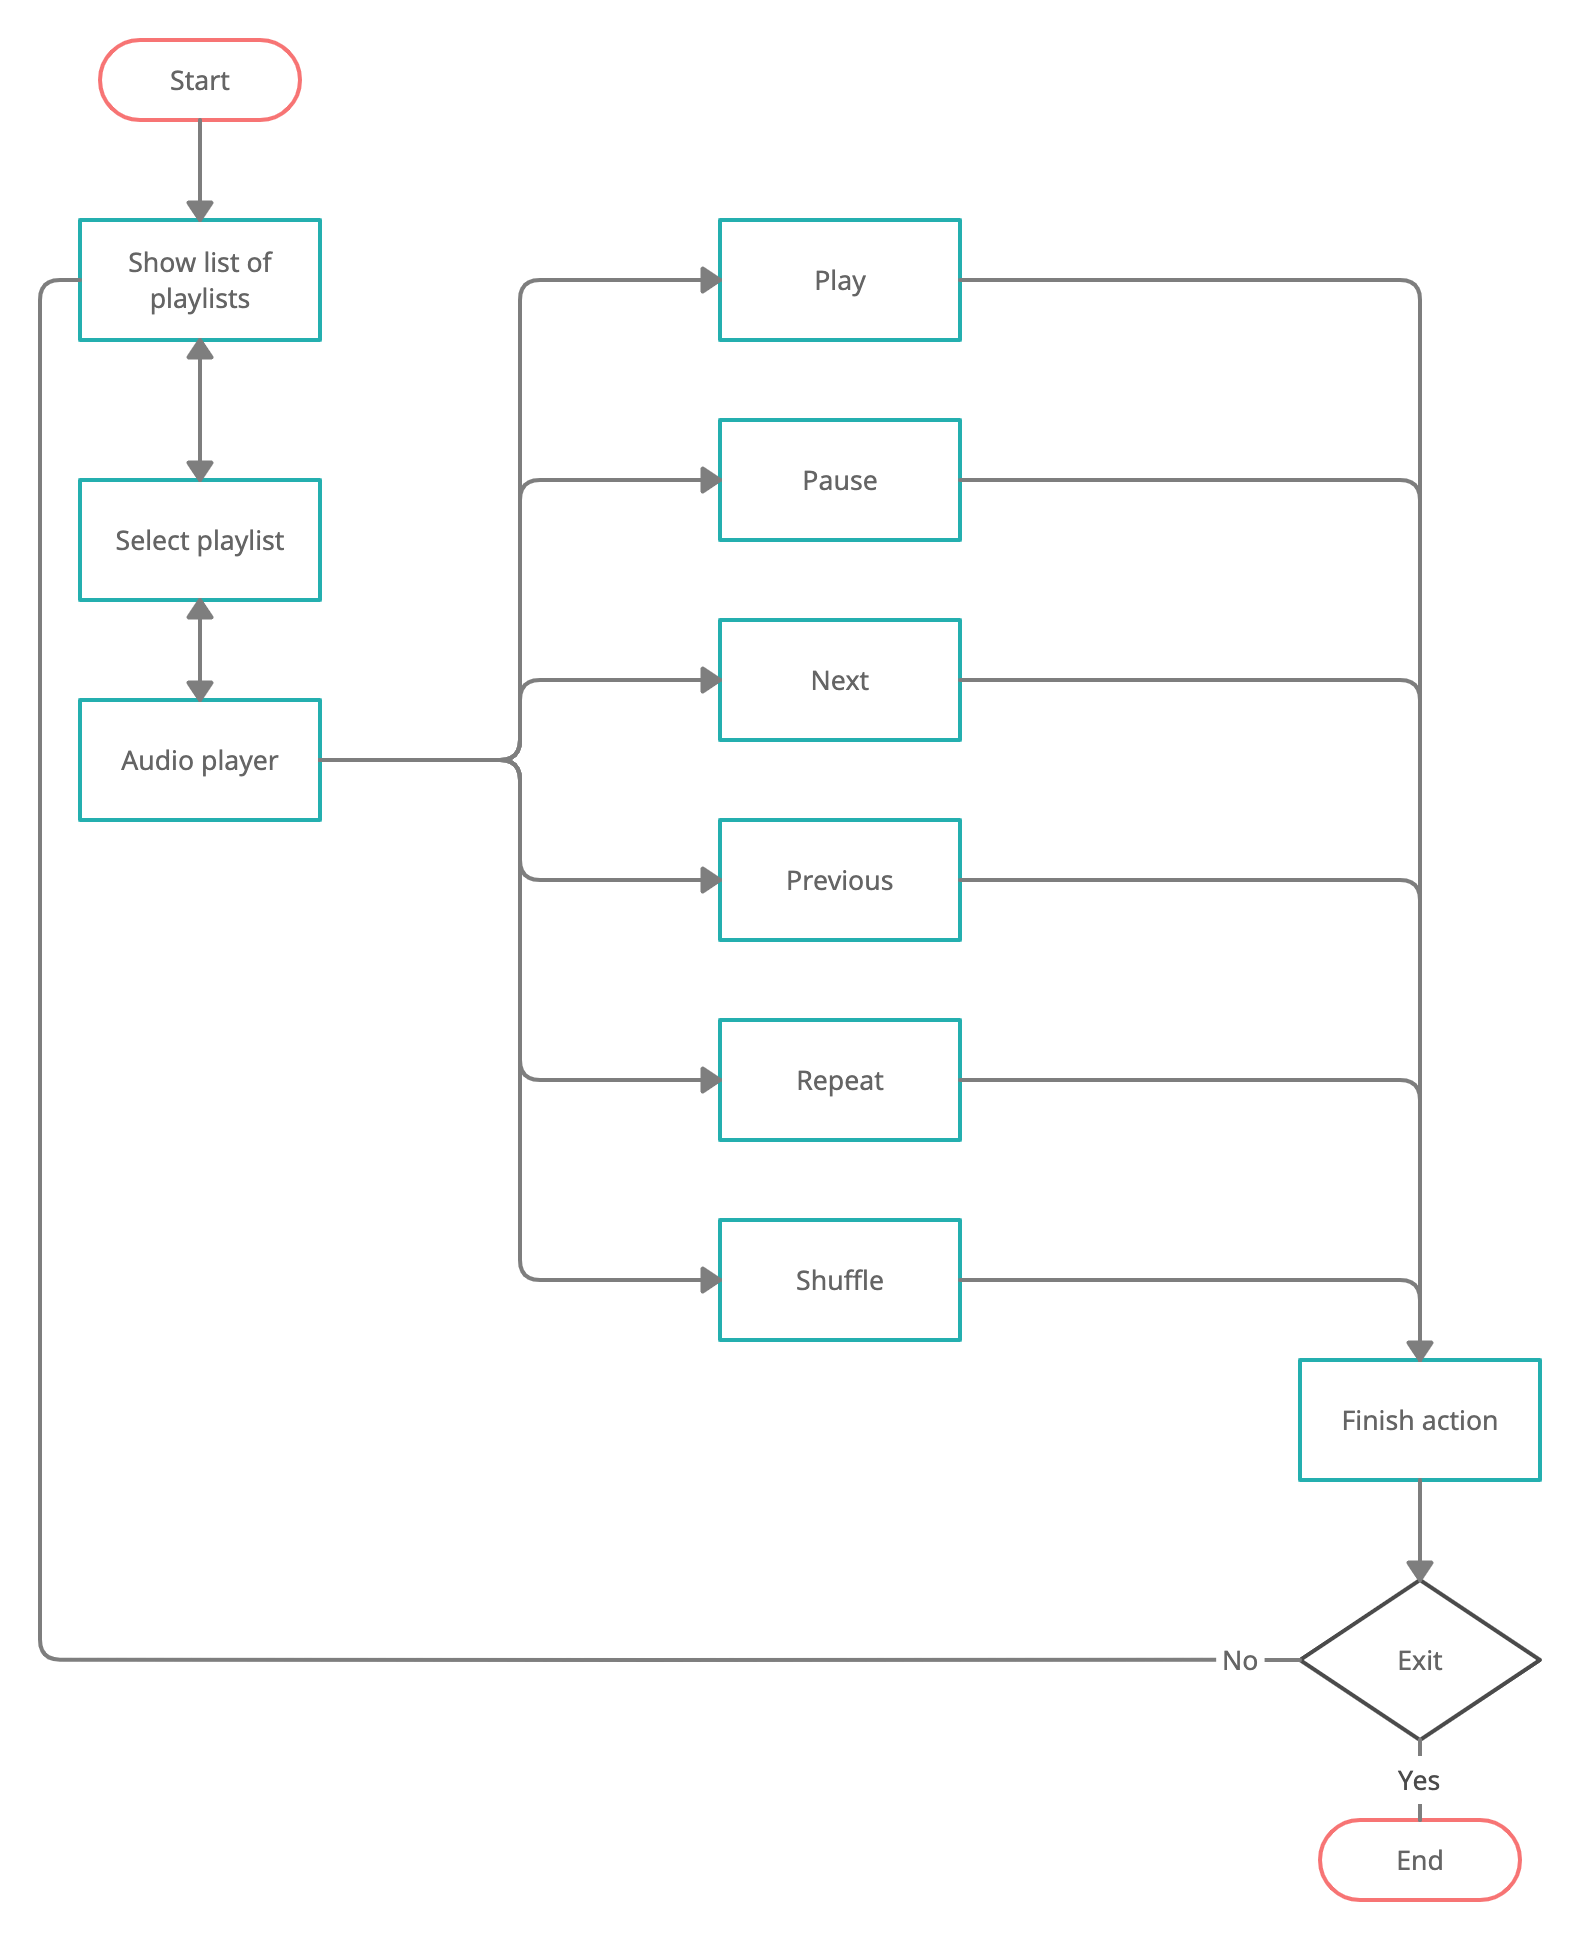 Start
Show list of
playlists
Select playlist
Audio player
Play
Pause
Next
Previous
Repeat
Shuffle
Finish action
Exit
No
Yes
End